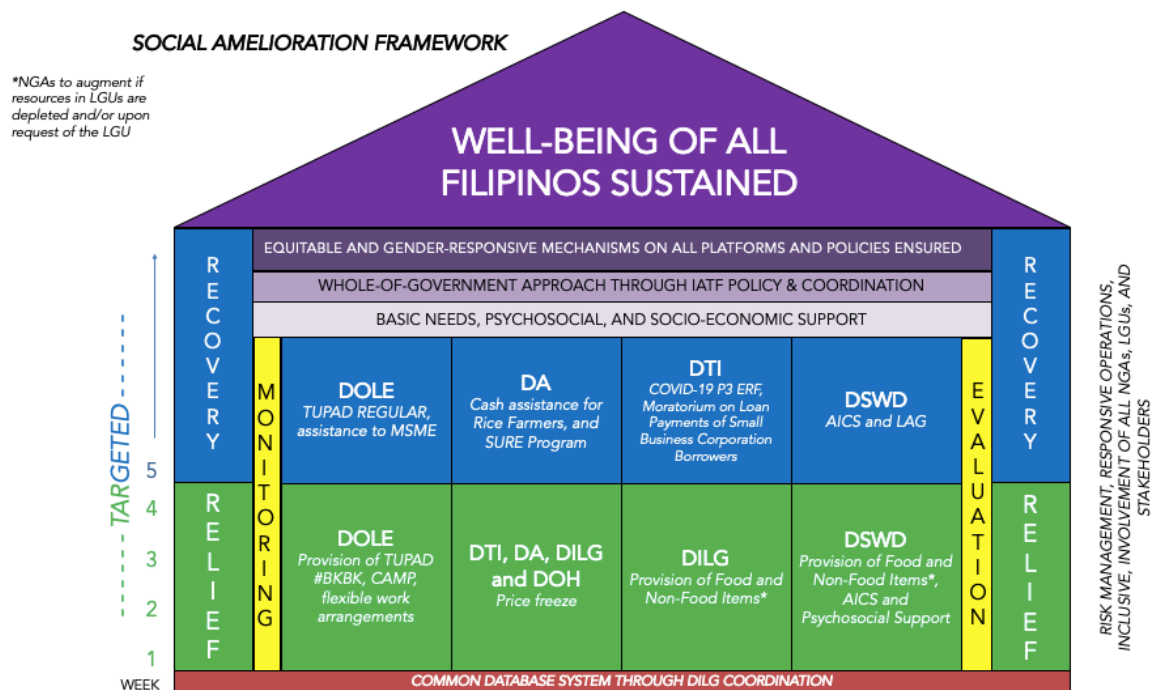 SOCIAL AMELIORATION FRAMEWORK
*NGAs to augment if
resources in LGUs are
depleted and/or upon
request of the LGU
WELL-BEING OF ALL
FILIPINOS SUSTAINED
EQUITABLE AND GENDER-RESPONSIVE MECHANISMS ON ALL PLATFORMS AND POLICIES ENSURED
WHOLE-OF-GOVERNMENT APPROACH THROUGH IATF POLICY & COORDINATION
BASIC NEEDS, PSYCHOSOCIAL, AND SOCIO-ECONOMIC SUPPORT
RECOVERY
RECOVERY
MONITORING
EVALUATION
DOLE
TUPAD REGULAR,
assistance to MSME
DA
Cash assistance for
Rice Farmers, and
SURE Program
DTI
COVID-19 P3 ERF,
Moratorium on Loan
Payments of Small
Business Corporation
Borrowers
DSWD
AICS and LAG
RELIEF
RELIEF
DOLE
Provision of TUPAD
#BKBK, CAMP,
flexible work
arrangements
DTI, DA, DILG
and DOH
Price freeze
DILG
Provision of Food and
Non-Food Items*
DSWD
Provision of Food and
Non-Food Items*,
AICS and
Psychosocial Support
TARGETED
5
4
3
2
1
WEEK
COMMON DATABASE SYSTEM THROUGH DILG COORDINATION
RISK MANAGEMENT, RESPONSIVE OPERATIONS,
INCLUSIVE, INVOLVEMENT OF ALL NGAs, LGUs, AND
STAKEHOLDERS